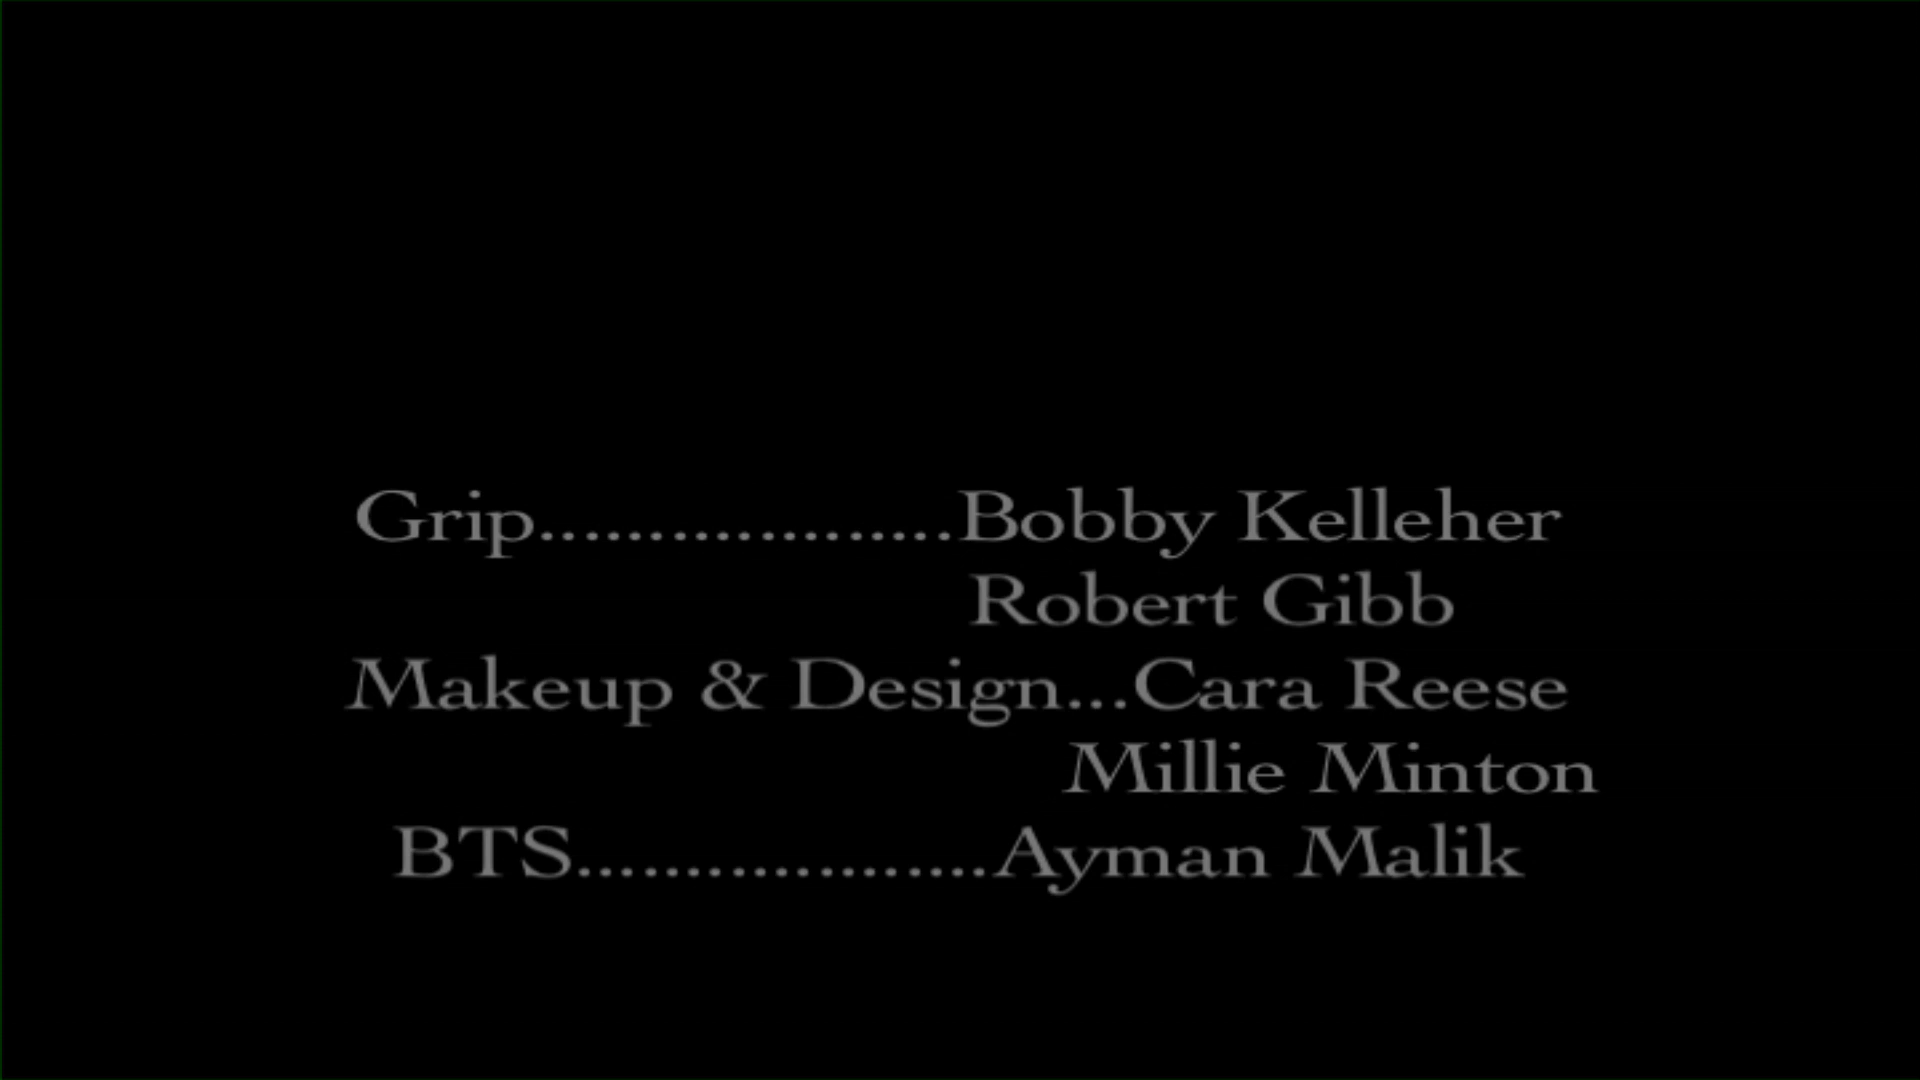 Grip...................Bobby Kelleher
Robert Gibb
Makeup & Design...Cara Reese
Millie Minton
BTS...................Ayman Malik